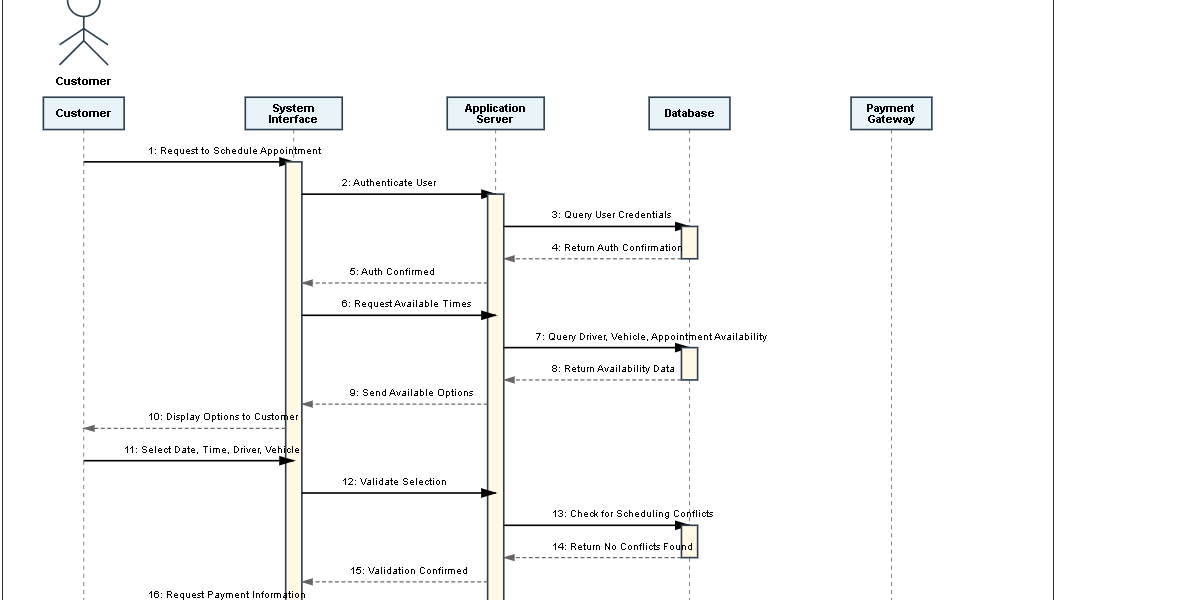 Customer
Customer
System
Interface
Application
Server
Database
Payment
Gateway
1: Request to Schedule Appointment
2: Authenticate User
3: Query User Credentials
4: Return Auth Confirmation
5: Auth Confirmed
6: Request Available Times
7: Query Driver, Vehicle, Appointment Availability
8: Return Availability Data
9: Send Available Options
10: Display Options to Customer
11: Select Date, Time, Driver, Vehicle
12: Validate Selection
13: Check for Scheduling Conflicts
14: Return No Conflicts Found
15: Validation Confirmed
16: Request Payment Information